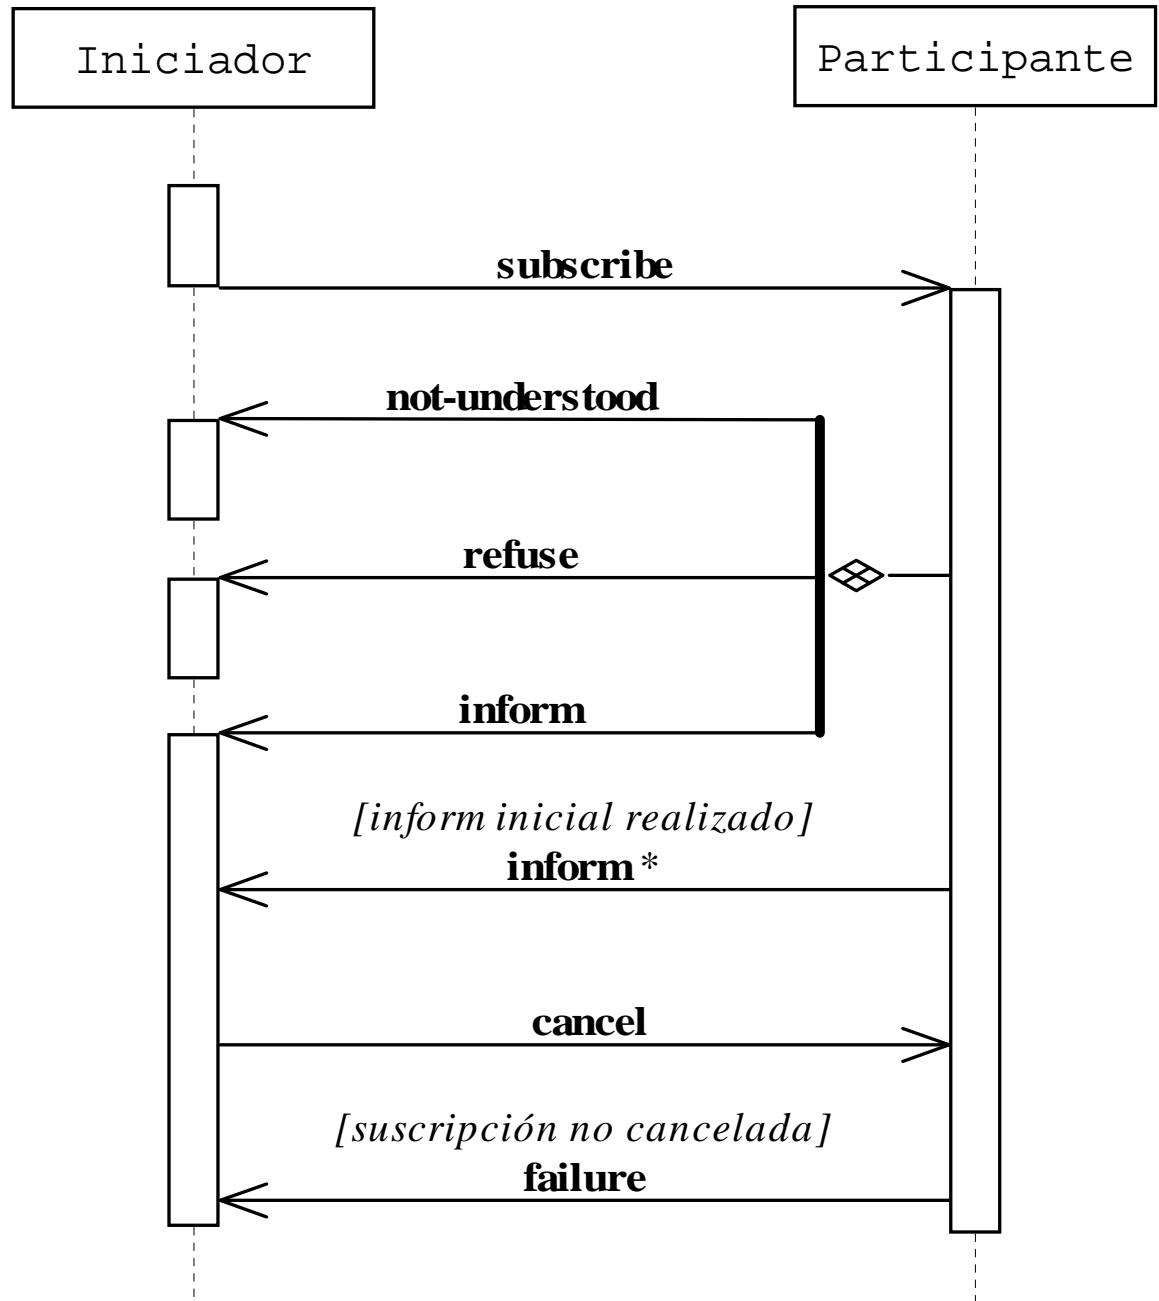 Iniciador
Participante
subscribe
not-understood
refuse
inform
[inform inicial realizado]
inform *
cancel
[suscripción no cancelada]
failure